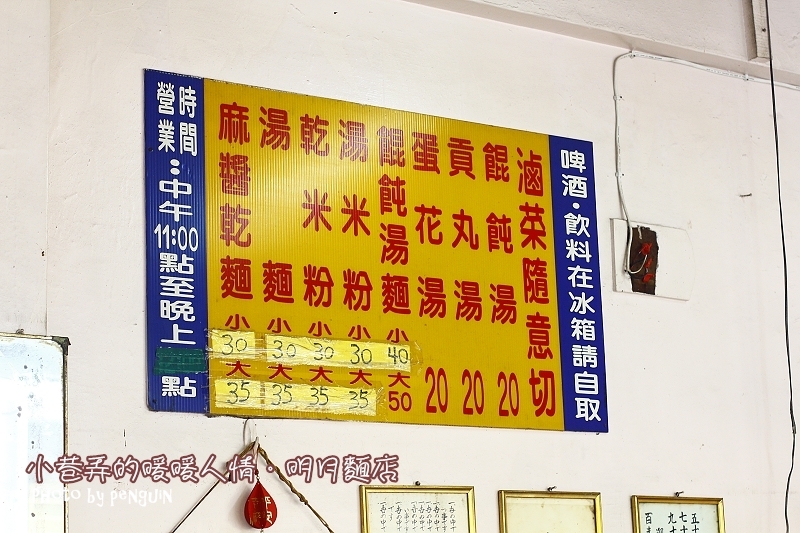 啤酒·飲料在冰箱請自取
滷菜隨意切
餛飩湯 20
貢丸湯 20
蛋花湯 20
餛飩湯麵 小 40 大 50
湯米粉 小 30 大 35
乾米粉 小 30 大 35
湯麵 小 30 大 35
麻醬乾麵 小 30 大 35
營業時間：中午11:00點至晚上 點
小巷弄的暖暖人情·明月麵店
PHOTO by PENGUIN
平安